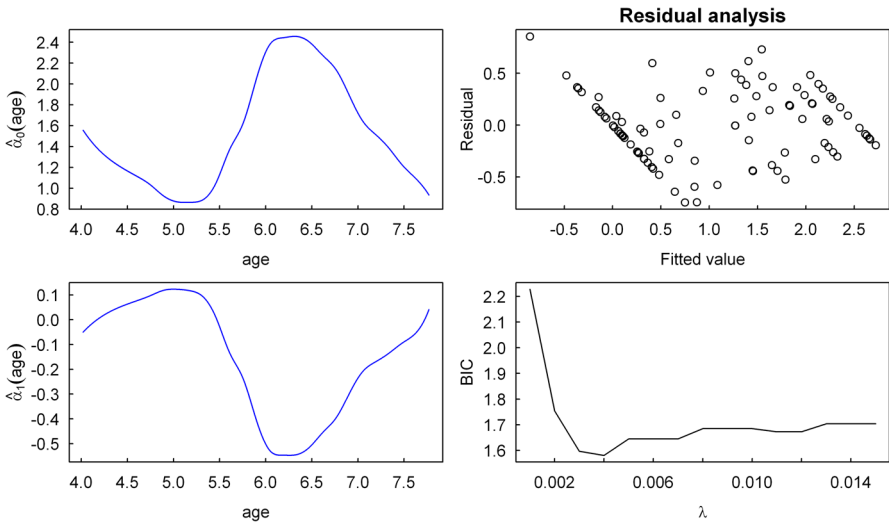 Residual analysis
2.4
2.2
2.0
1.8
1.6
1.4
1.2
1.0
0.8
α̂0(age)
4.0 4.5 5.0 5.5 6.0 6.5 7.0 7.5
age
0.5
0.0
-0.5
Residual
-0.5 0.0 0.5 1.0 1.5 2.0 2.5
Fitted value
0.1
0.0
-0.1
-0.2
-0.3
-0.4
-0.5
α̂1(age)
4.0 4.5 5.0 5.5 6.0 6.5 7.0 7.5
age
2.2
2.1
2.0
1.9
1.8
1.7
1.6
BIC
0.002 0.006 0.010 0.014
λ